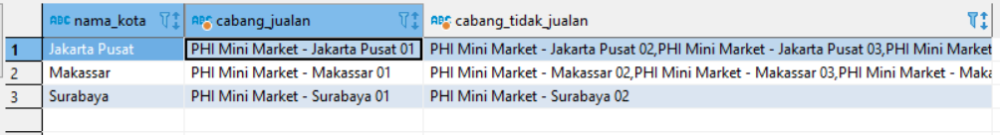 ABC nama_kota ABC cabang_jualan ABC cabang_tidak_jualan
1 Jakarta Pusat PHI Mini Market - Jakarta Pusat 01 PHI Mini Market - Jakarta Pusat 02,PHI Mini Market - Jakarta Pusat 03,PHI Mini Market
2 Makassar PHI Mini Market - Makassar 01 PHI Mini Market - Makassar 02,PHI Mini Market - Makassar 03,PHI Mini Market - Maka
3 Surabaya PHI Mini Market - Surabaya 01 PHI Mini Market - Surabaya 02